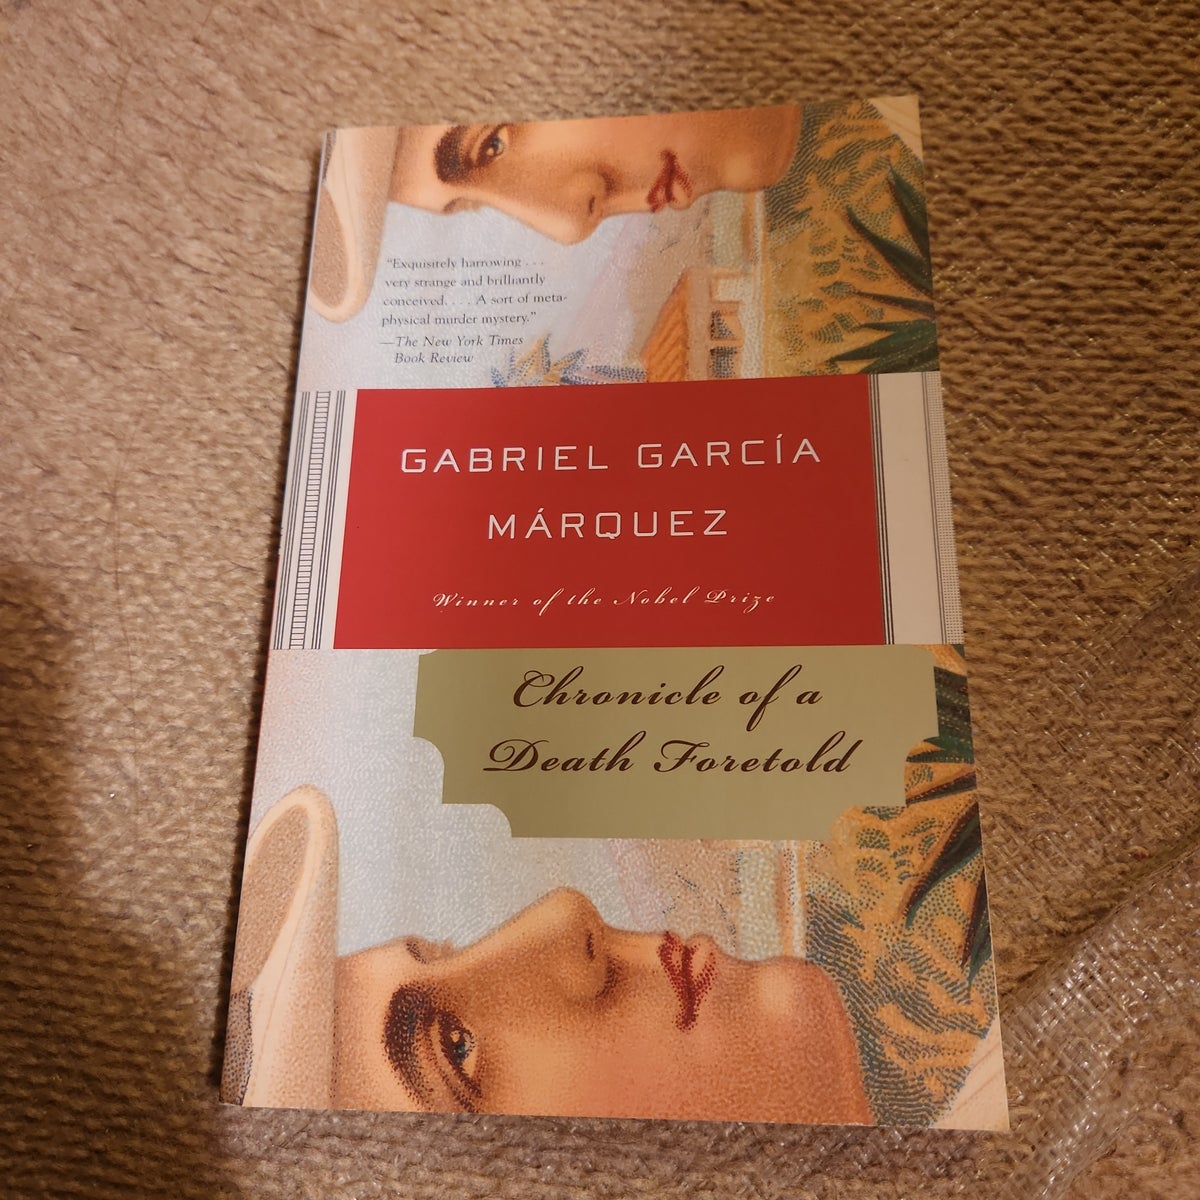 “Exquisitely harrowing . . .
very strange and brilliantly
conceived. . . . A sort of meta-
physical murder mystery.”
—The New York Times
Book Review
GABRIEL GARCÍA
MÁRQUEZ
Winner of the Nobel Prize
Chronicle of a
Death Foretold